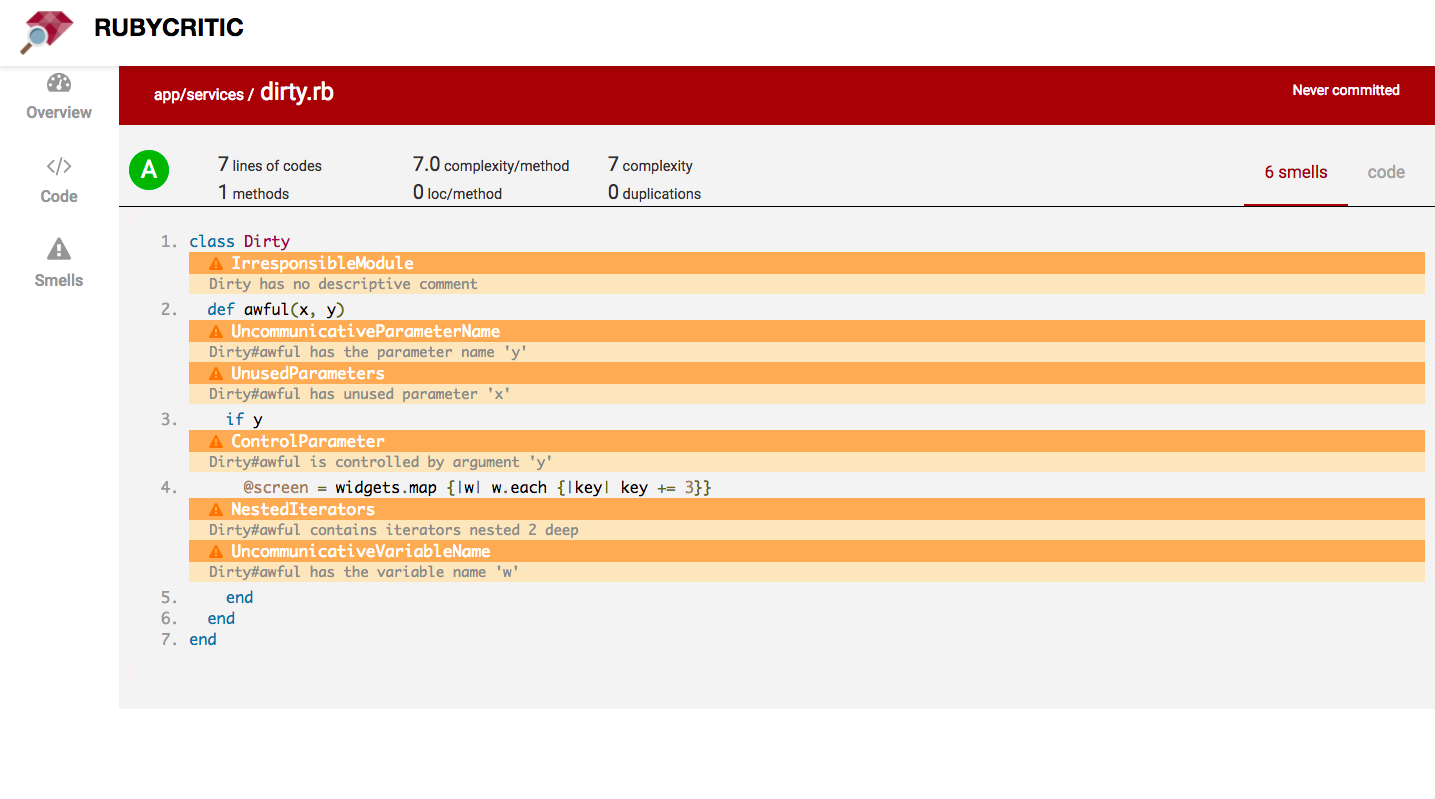 RUBYCRITIC
Overview
Code
Smells
app/services / dirty.rb
Never committed
A
7 lines of codes
7.0 complexity/method
7 complexity
1 methods
0 loc/method
0 duplications
6 smells
code
1. class Dirty
IrresponsibleModule
Dirty has no descriptive comment
2. def awful(x, y)
UncommunicativeParameterName
Dirty#awful has the parameter name 'y'
UnusedParameters
Dirty#awful has unused parameter 'x'
3. if y
ControlParameter
Dirty#awful is controlled by argument 'y'
4. @screen = widgets.map {|w| w.each {|key| key += 3}}
NestedIterators
Dirty#awful contains iterators nested 2 deep
UncommunicativeVariableName
Dirty#awful has the variable name 'w'
5. end
6. end
7. end